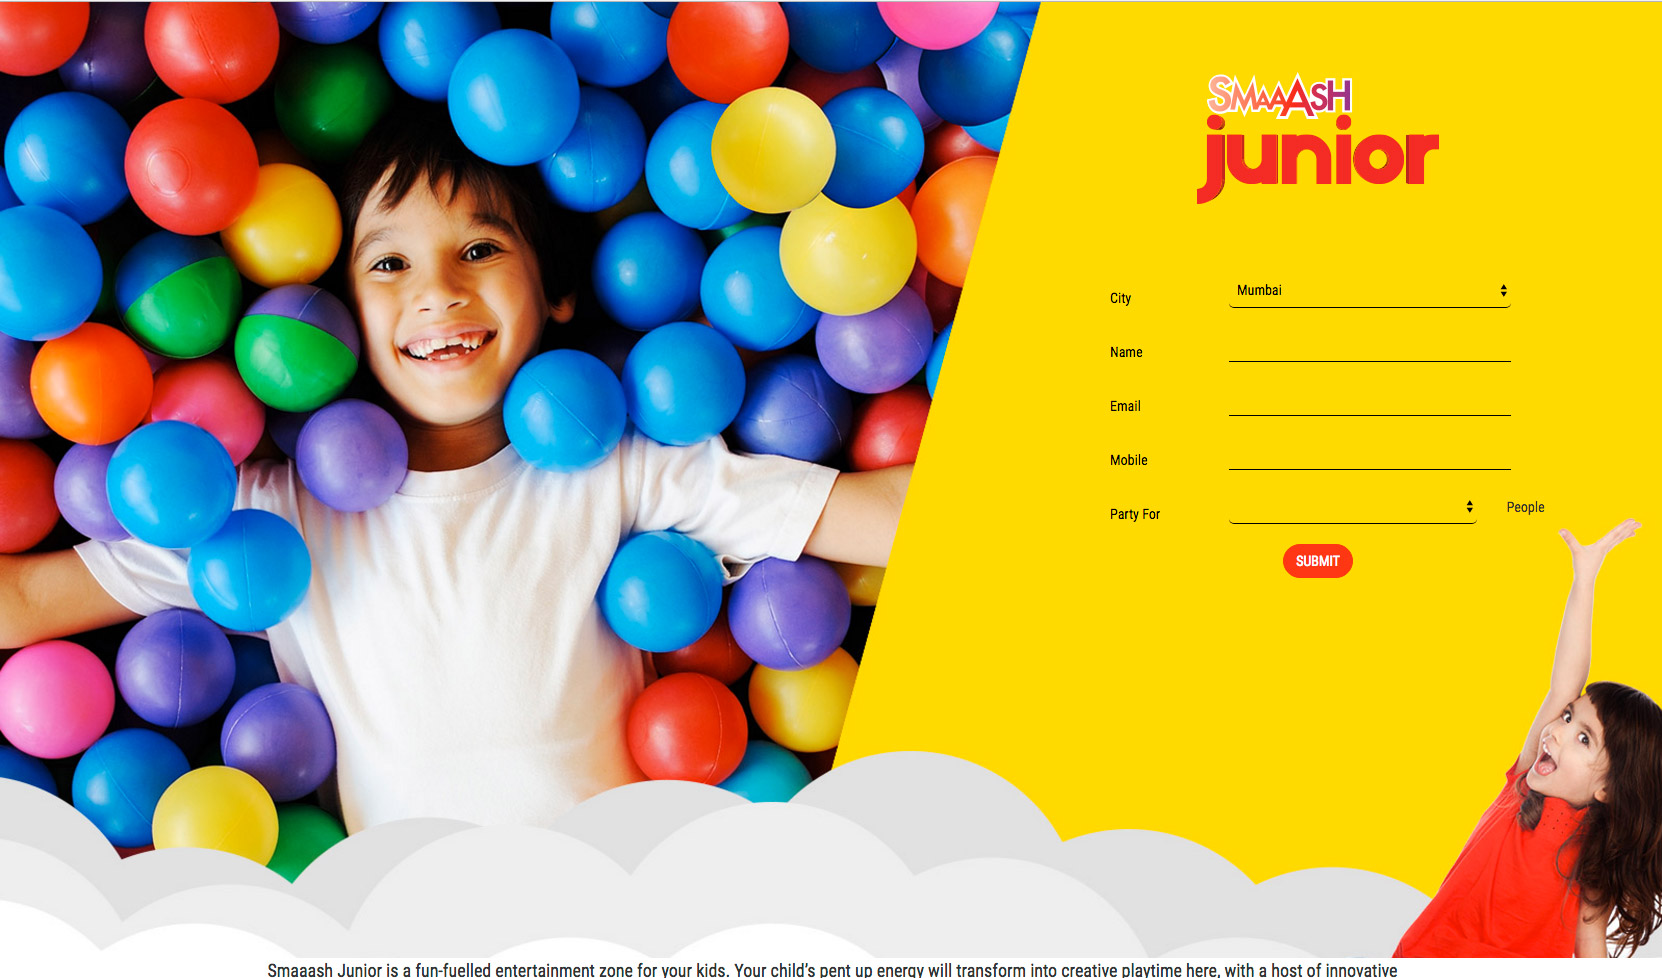 SMAAASH
junior
City Mumbai
Name
Email
Mobile
Party For People
SUBMIT
Smaaash Junior is a fun-fuelled entertainment zone for your kids. Your child's pent up energy will transform into creative playtime here, with a host of innovative